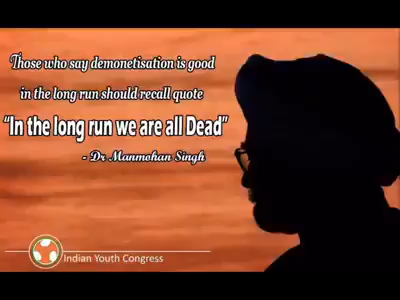 Those who say demonetisation is good
in the long run should recall quote
“In the long run we are all Dead”
- Dr Manmohan Singh
Indian Youth Congress